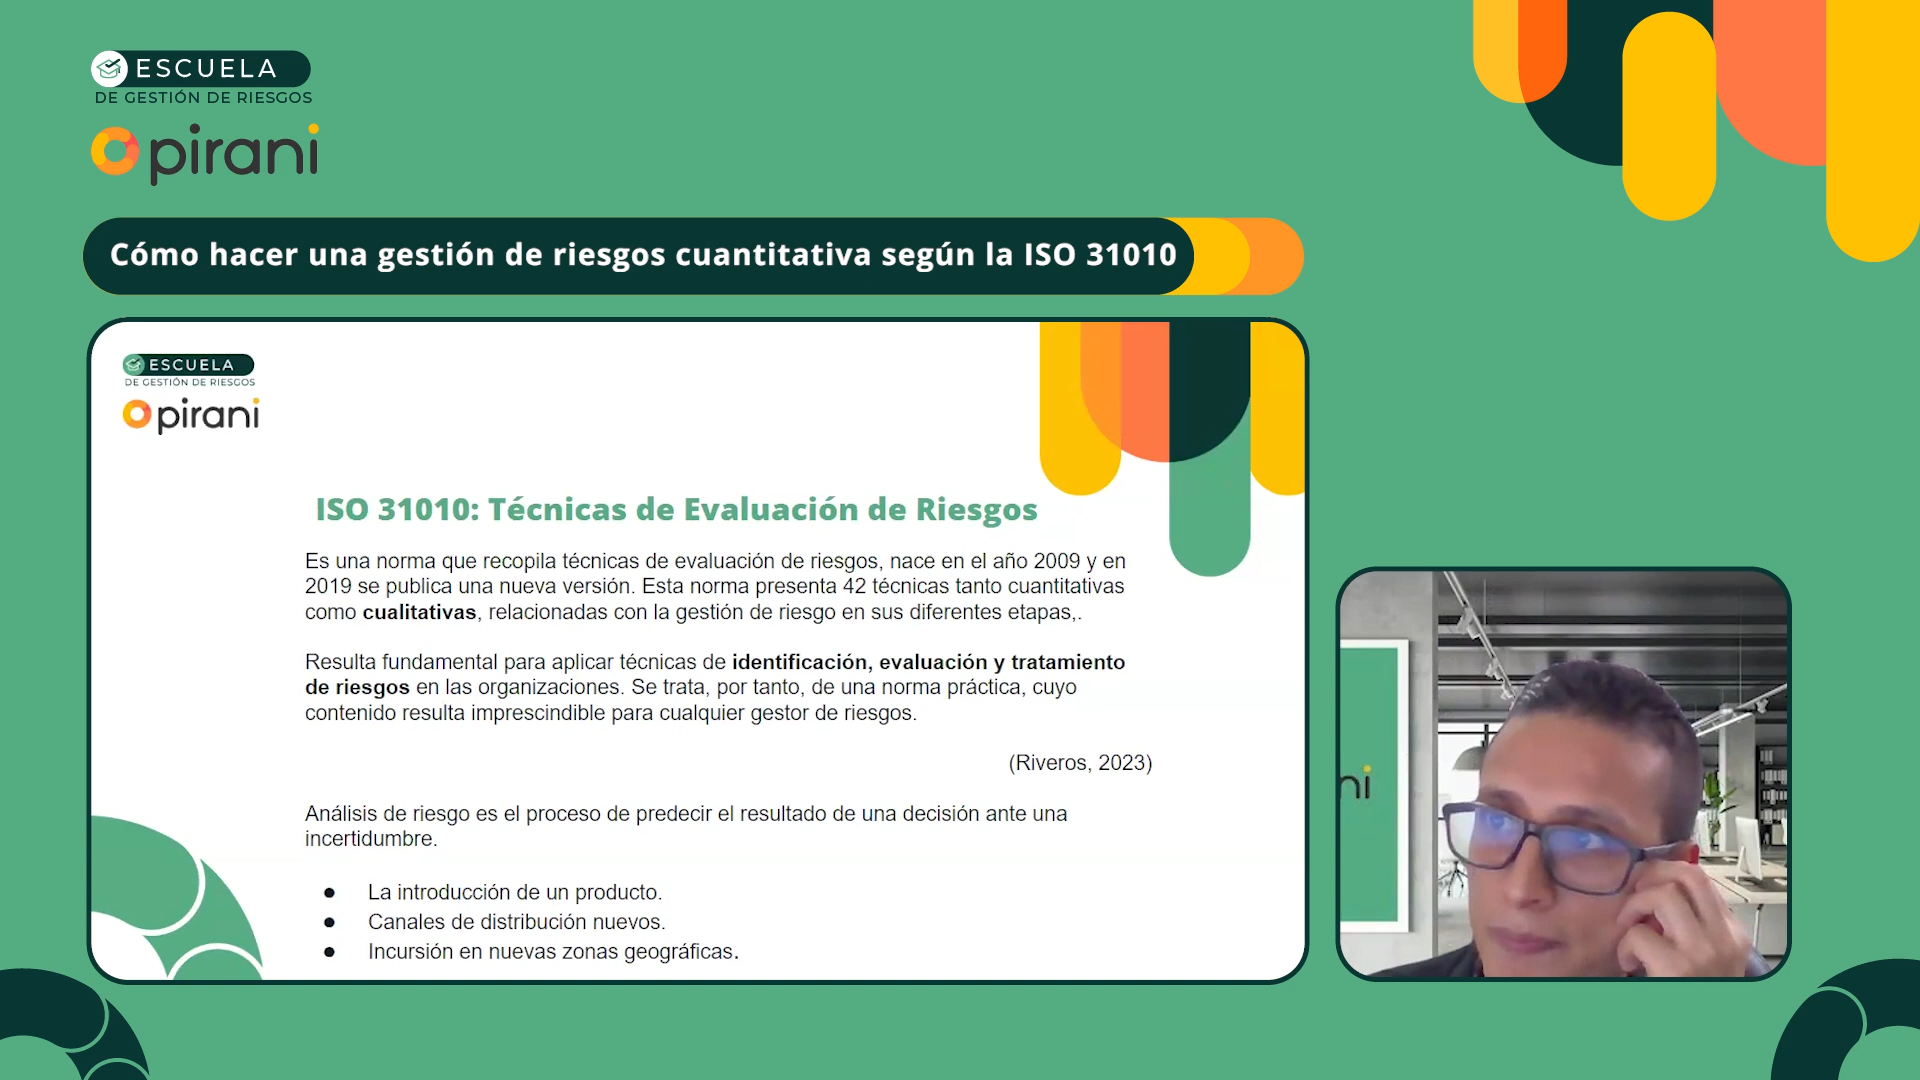 ESCUELA
DE GESTIÓN DE RIESGOS
pirani
Cómo hacer una gestión de riesgos cuantitativa según la ISO 31010
ESCUELA
DE GESTIÓN DE RIESGOS
pirani
ISO 31010: Técnicas de Evaluación de Riesgos
Es una norma que recopila técnicas de evaluación de riesgos, nace en el año 2009 y en
2019 se publica una nueva versión. Esta norma presenta 42 técnicas tanto cuantitativas
como cualitativas, relacionadas con la gestión de riesgo en sus diferentes etapas,.
Resulta fundamental para aplicar técnicas de identificación, evaluación y tratamiento
de riesgos en las organizaciones. Se trata, por tanto, de una norma práctica, cuyo
contenido resulta imprescindible para cualquier gestor de riesgos.
(Riveros, 2023)
Análisis de riesgo es el proceso de predecir el resultado de una decisión ante una
incertidumbre.
● La introducción de un producto.
● Canales de distribución nuevos.
● Incursión en nuevas zonas geográficas.
ni